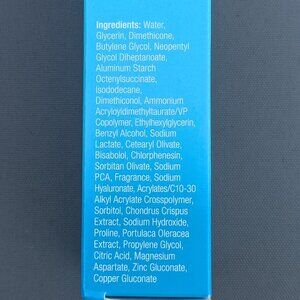 Ingredients: Water,
Glycerin, Dimethicone,
Butylene Glycol, Neopentyl
Glycol Diheptanoate,
Aluminum Starch
Octenylsuccinate,
Isododecane,
Dimethiconol, Ammonium
Acryloyldimethyltaurate/VP
Copolymer, Ethylhexylglycerin,
Benzyl Alcohol, Sodium
Lactate, Cetearyl Olivate,
Bisabolol, Chlorphenesin,
Sorbitan Olivate, Sodium
PCA, Fragrance, Sodium
Hyaluronate, Acrylates/C10-30
Alkyl Acrylate Crosspolymer,
Sorbitol, Chondrus Crispus
Extract, Sodium Hydroxide,
Proline, Portulaca Oleracea
Extract, Propylene Glycol,
Citric Acid, Magnesium
Aspartate, Zinc Gluconate,
Copper Gluconate